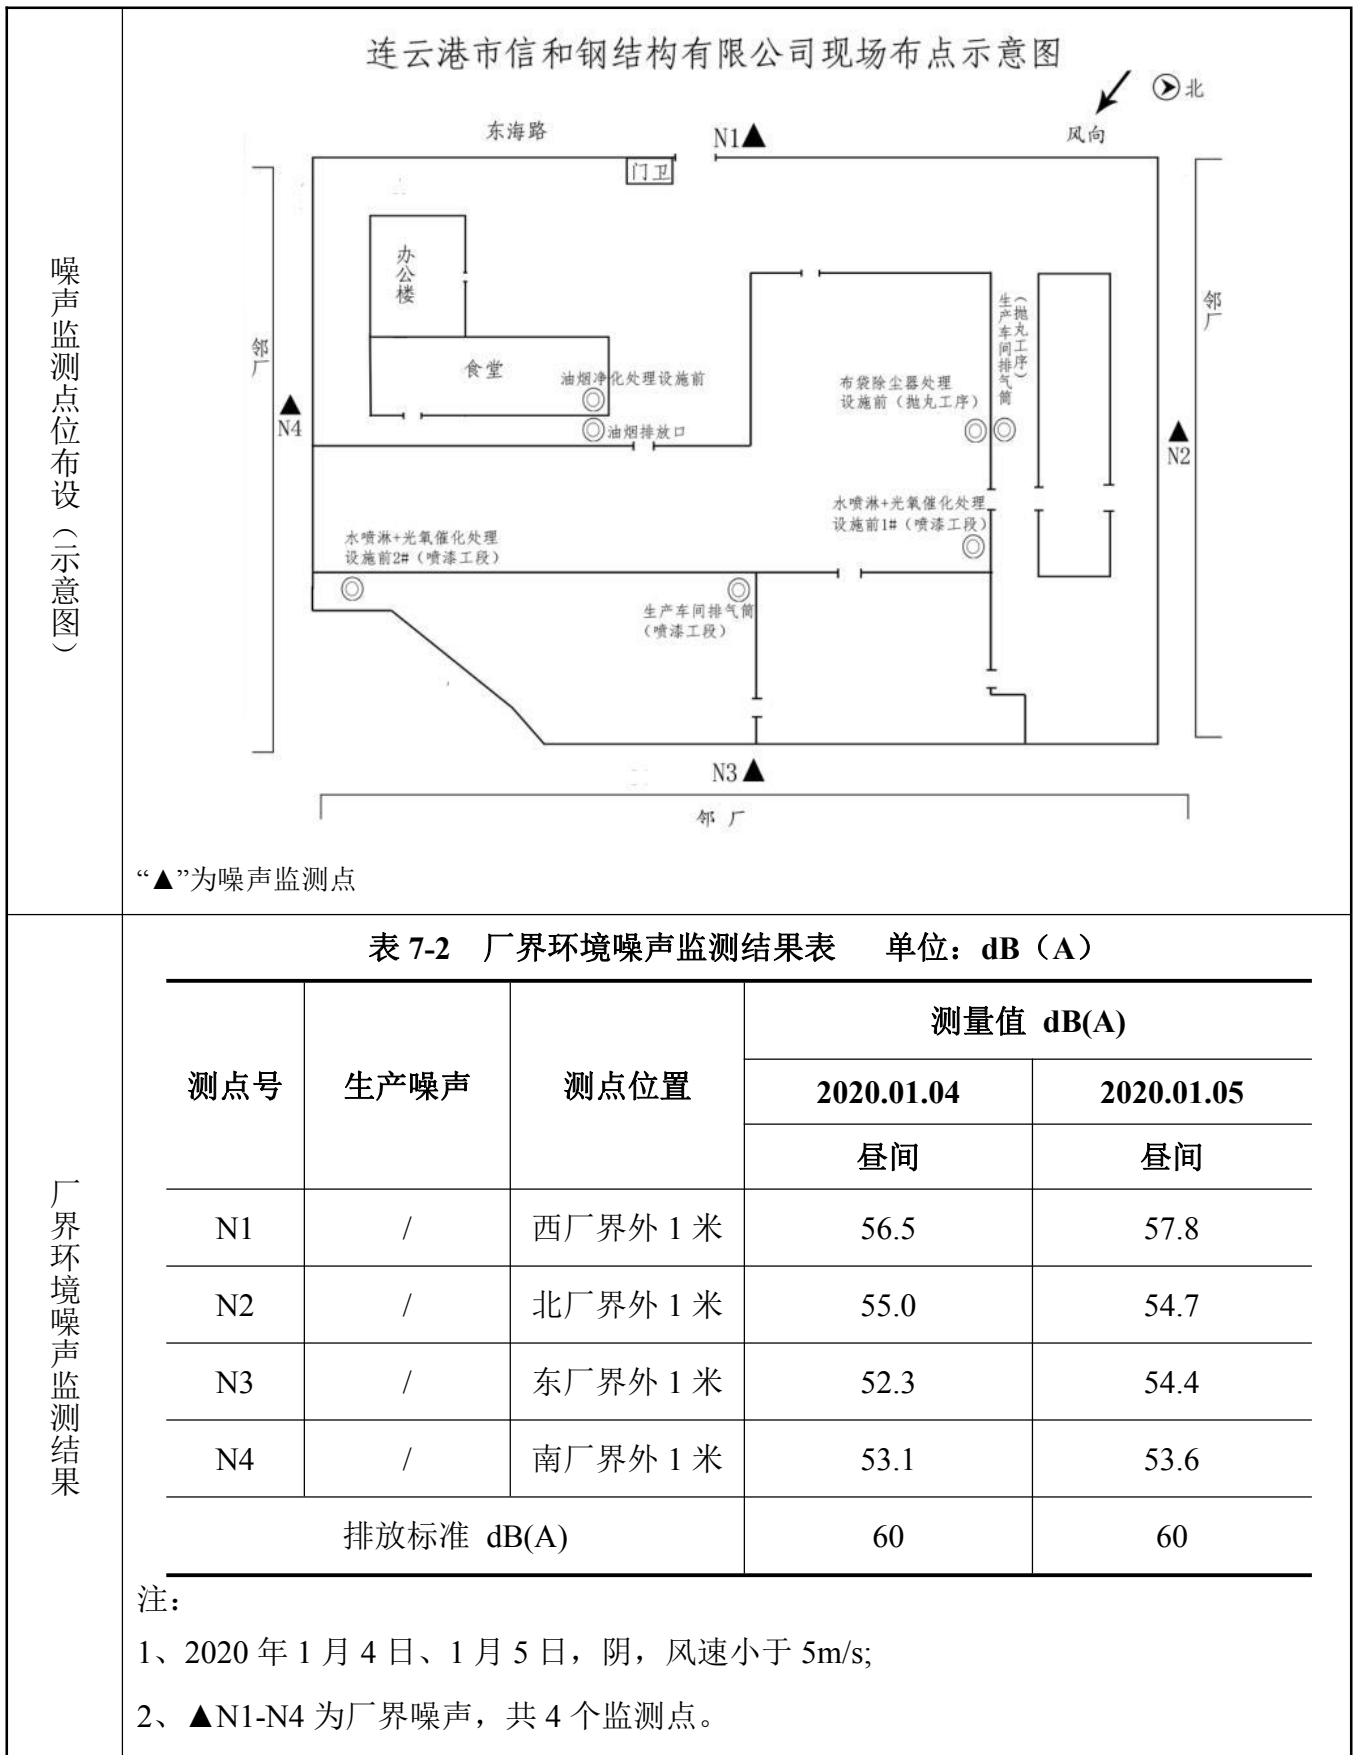 噪声监测点位布设（示意图）
连云港市信和钢结构有限公司现场布点示意图
北
风向
东海路
N1▲
门卫
办公楼
食堂
邻厂
▲
N4
油烟净化处理设施前
油烟排放口
布袋除尘器处理
设施前（抛丸工序）
生产车间排气筒
（抛丸工序）
邻厂
▲
N2
水喷淋+光氧催化处理
设施前1#（喷漆工段）
水喷淋+光氧催化处理
设施前2#（喷漆工段）
生产车间排气筒
（喷漆工段）
N3▲
邻 厂
“▲”为噪声监测点
厂界环境噪声监测结果
表 7-2 厂界环境噪声监测结果表 单位：dB（A）
测点号 生产噪声 测点位置 测量值 dB(A)
2020.01.04 2020.01.05
昼间 昼间
N1 / 西厂界外 1 米 56.5 57.8
N2 / 北厂界外 1 米 55.0 54.7
N3 / 东厂界外 1 米 52.3 54.4
N4 / 南厂界外 1 米 53.1 53.6
排放标准 dB(A) 60 60
注：
1、2020 年 1 月 4 日、1 月 5 日，阴，风速小于 5m/s;
2、▲N1-N4 为厂界噪声，共 4 个监测点。